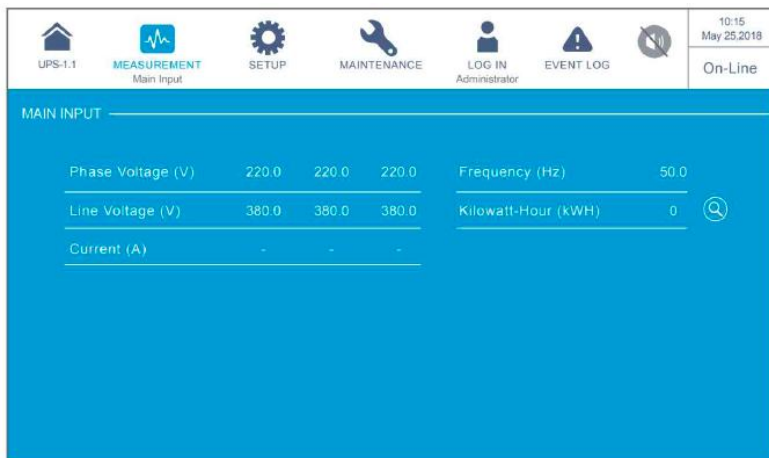 10:15
May 25,2018
On-Line
UPS-1.1
MEASUREMENT
Main Input
SETUP
MAINTENANCE
LOG IN
Administrator
EVENT LOG
MAIN INPUT
Phase Voltage (V) 220.0 220.0 220.0
Frequency (Hz) 50.0
Line Voltage (V) 380.0 380.0 380.0
Kilowatt-Hour (kWH) 0
Current (A) - - -